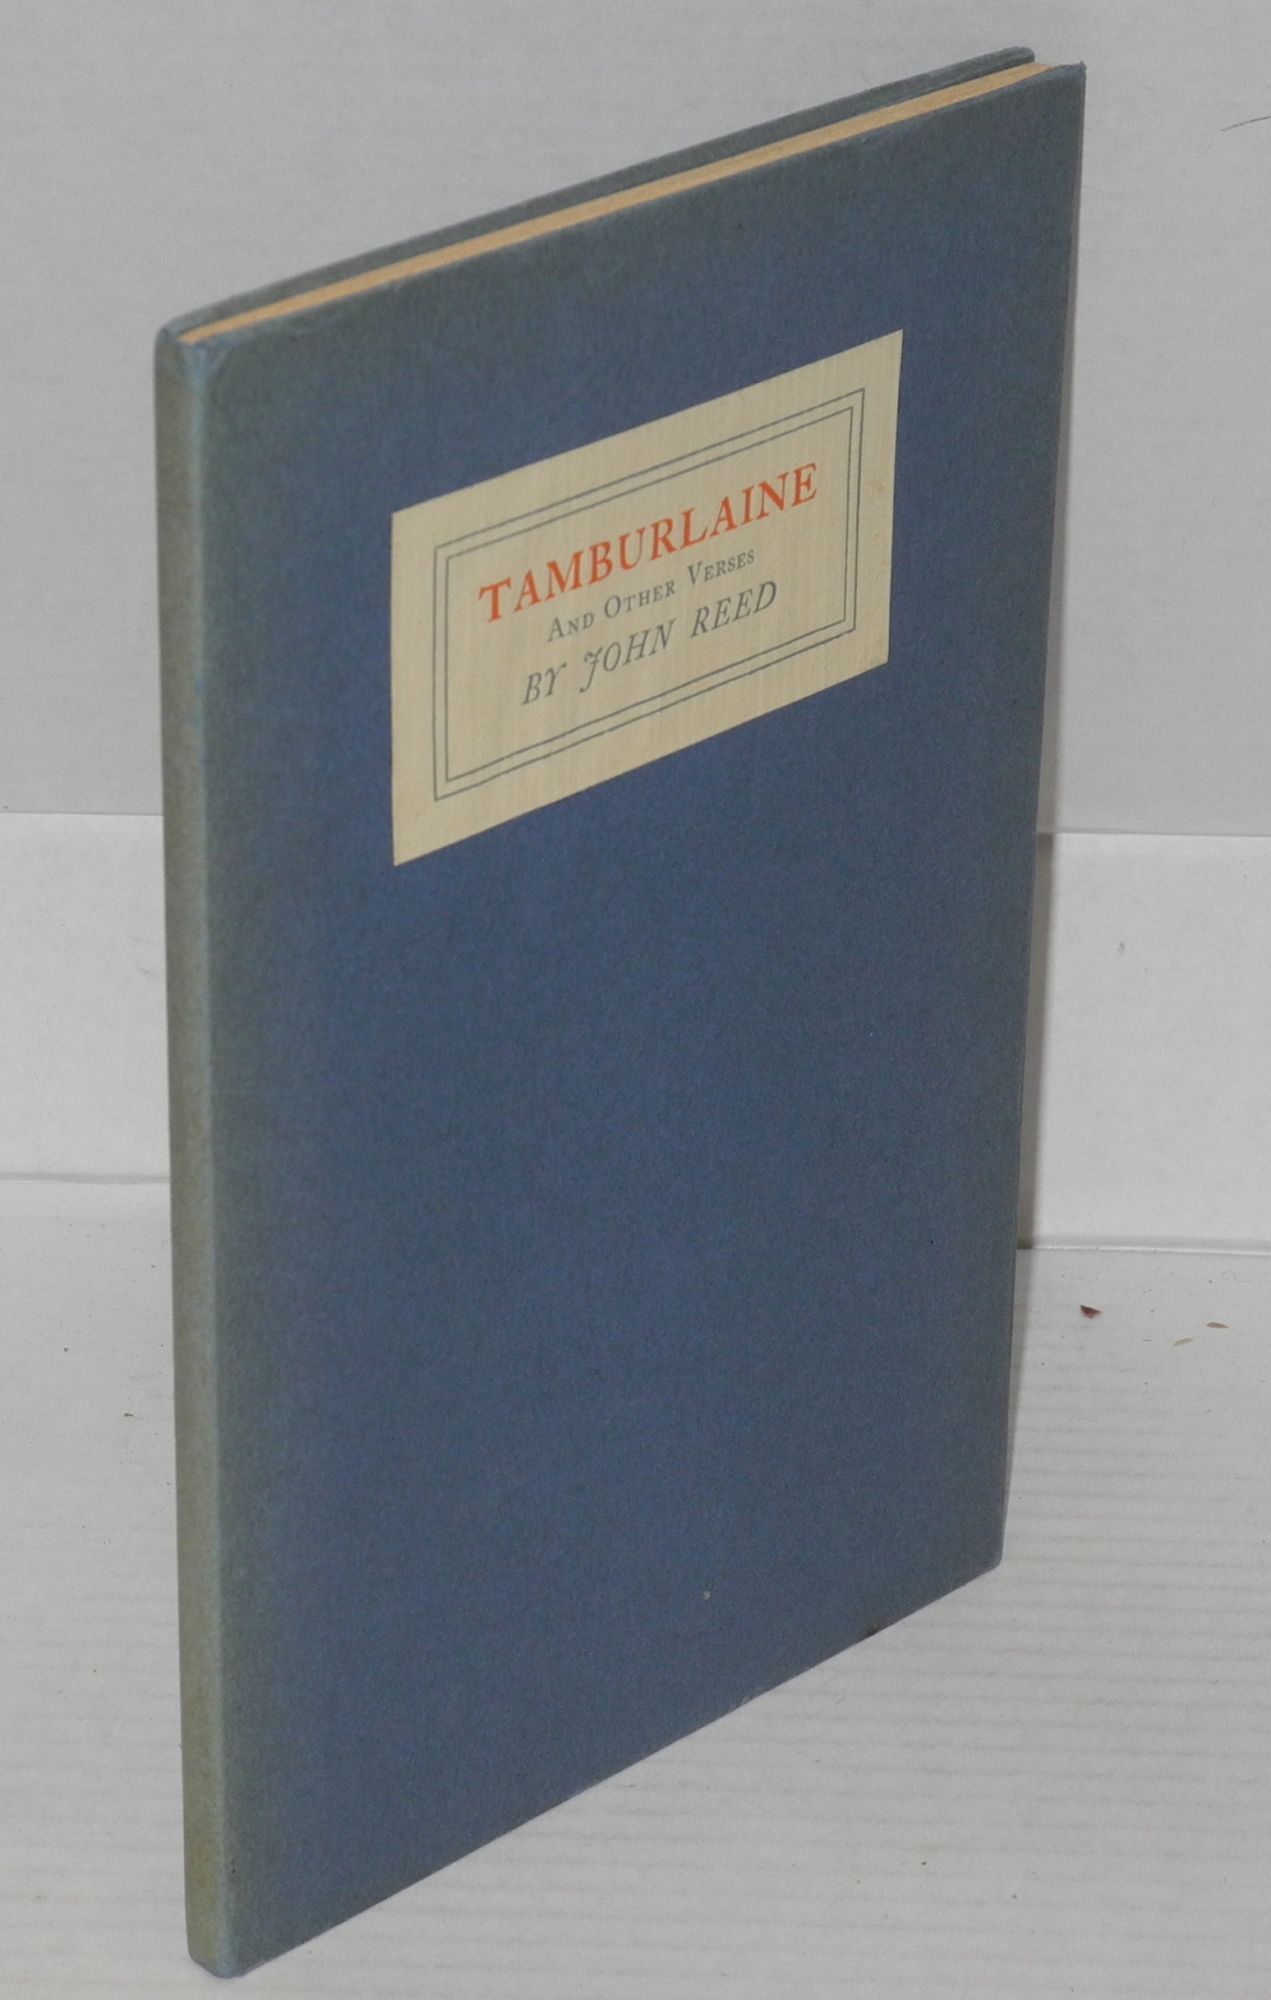 TAMBURLAINE
AND OTHER VERSES
BY JOHN REED